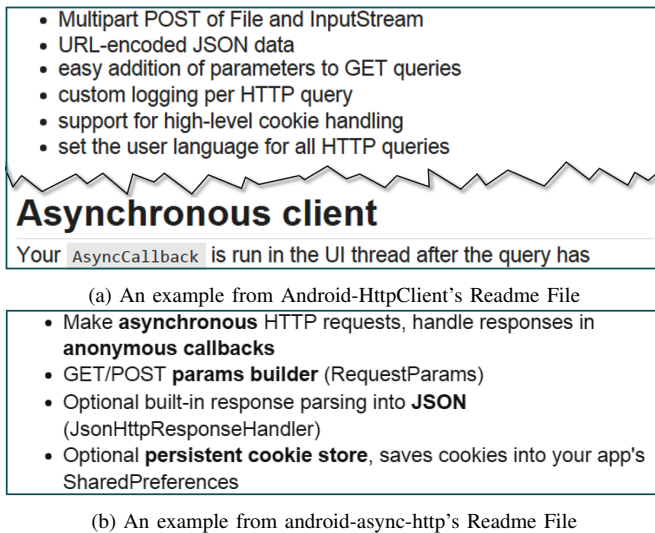 • Multipart POST of File and InputStream
• URL-encoded JSON data
• easy addition of parameters to GET queries
• custom logging per HTTP query
• support for high-level cookie handling
• set the user language for all HTTP queries
Asynchronous client
Your AsyncCallback is run in the UI thread after the query has
(a) An example from Android-HttpClient's Readme File
• Make asynchronous HTTP requests, handle responses in
anonymous callbacks
• GET/POST params builder (RequestParams)
• Optional built-in response parsing into JSON
(JsonHttpResponseHandler)
• Optional persistent cookie store, saves cookies into your app's
SharedPreferences
(b) An example from android-async-http's Readme File